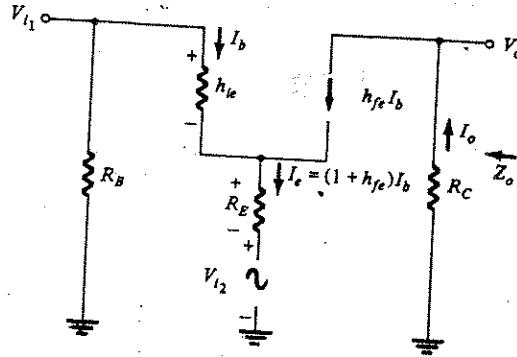 V_{i_1}
I_b
+
h_{ie}
−
h_{fe} I_b
V_o
I_o
Z_o
R_B
I_e = (1 + h_{fe})I_b
R_C
+
R_E
−
+
V_{i_2}
−